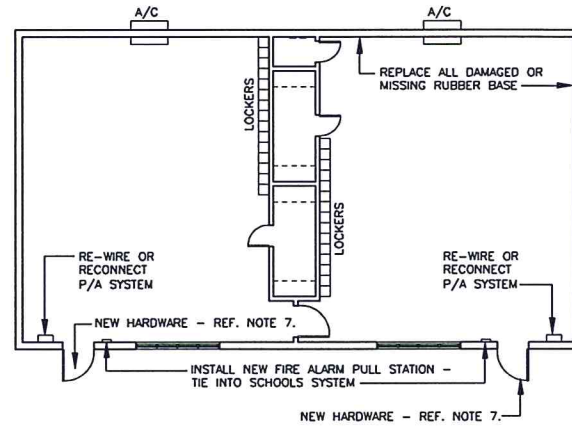 A/C
A/C
REPLACE ALL DAMAGED OR
MISSING RUBBER BASE
LOCKERS
LOCKERS
RE-WIRE OR
RECONNECT
P/A SYSTEM
RE-WIRE OR
RECONNECT
P/A SYSTEM
NEW HARDWARE - REF. NOTE 7.
INSTALL NEW FIRE ALARM PULL STATION -
TIE INTO SCHOOLS SYSTEM
NEW HARDWARE - REF. NOTE 7.